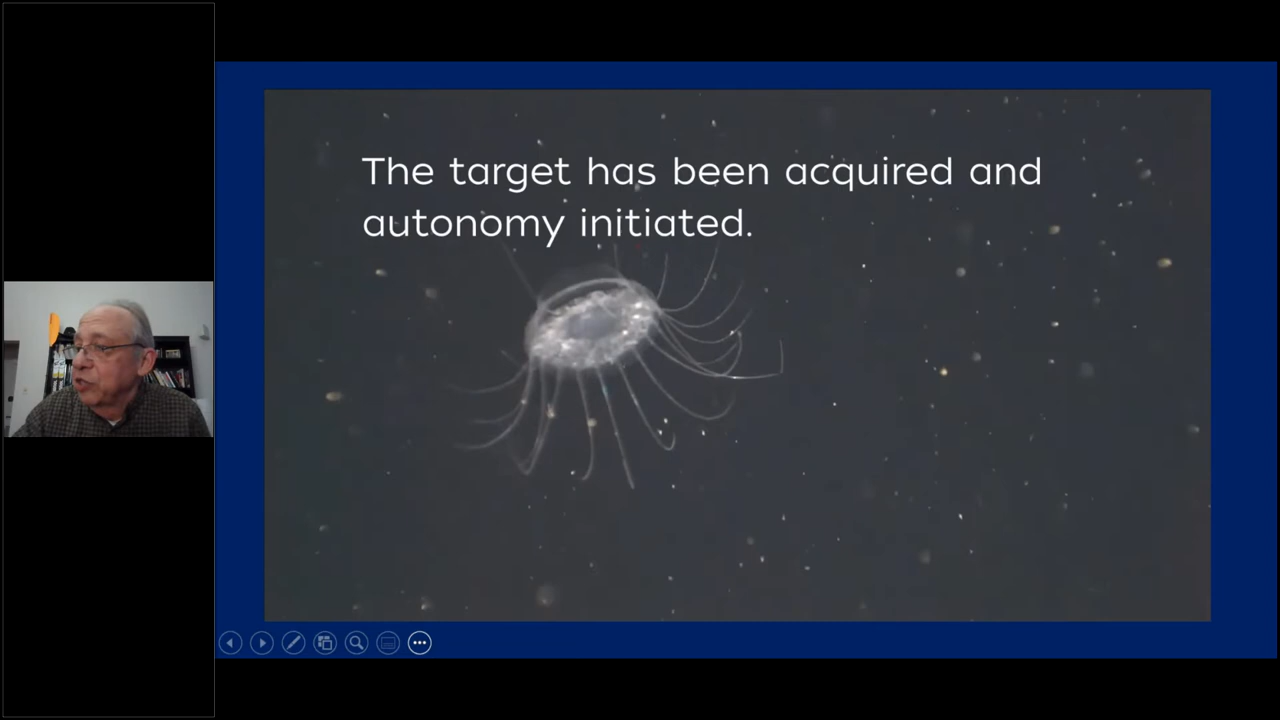 The target has been acquired and
autonomy initiated.